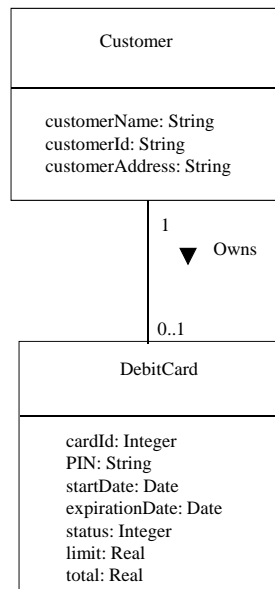 Customer
customerName: String
customerId: String
customerAddress: String
1
Owns
0..1
DebitCard
cardId: Integer
PIN: String
startDate: Date
expirationDate: Date
status: Integer
limit: Real
total: Real